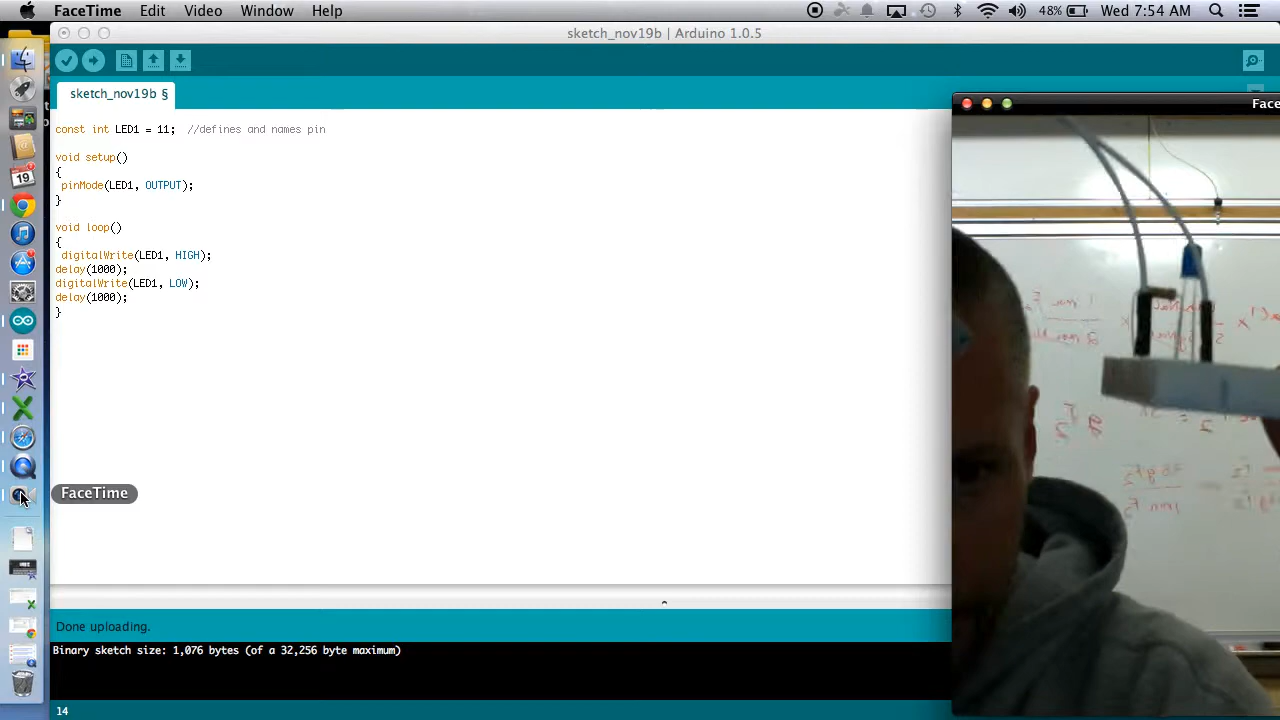 FaceTime Edit Video Window Help 48% Wed 7:54 AM
sketch_nov19b | Arduino 1.0.5
sketch_nov19b §
Face
const int LED1 = 11; //defines and names pin
void setup()
{
pinMode(LED1, OUTPUT);
}
void loop()
{
digitalWrite(LED1, HIGH);
delay(1000);
digitalWrite(LED1, LOW);
delay(1000);
}
19
FaceTime
Done uploading.
Binary sketch size: 1,076 bytes (of a 32,256 byte maximum)
14